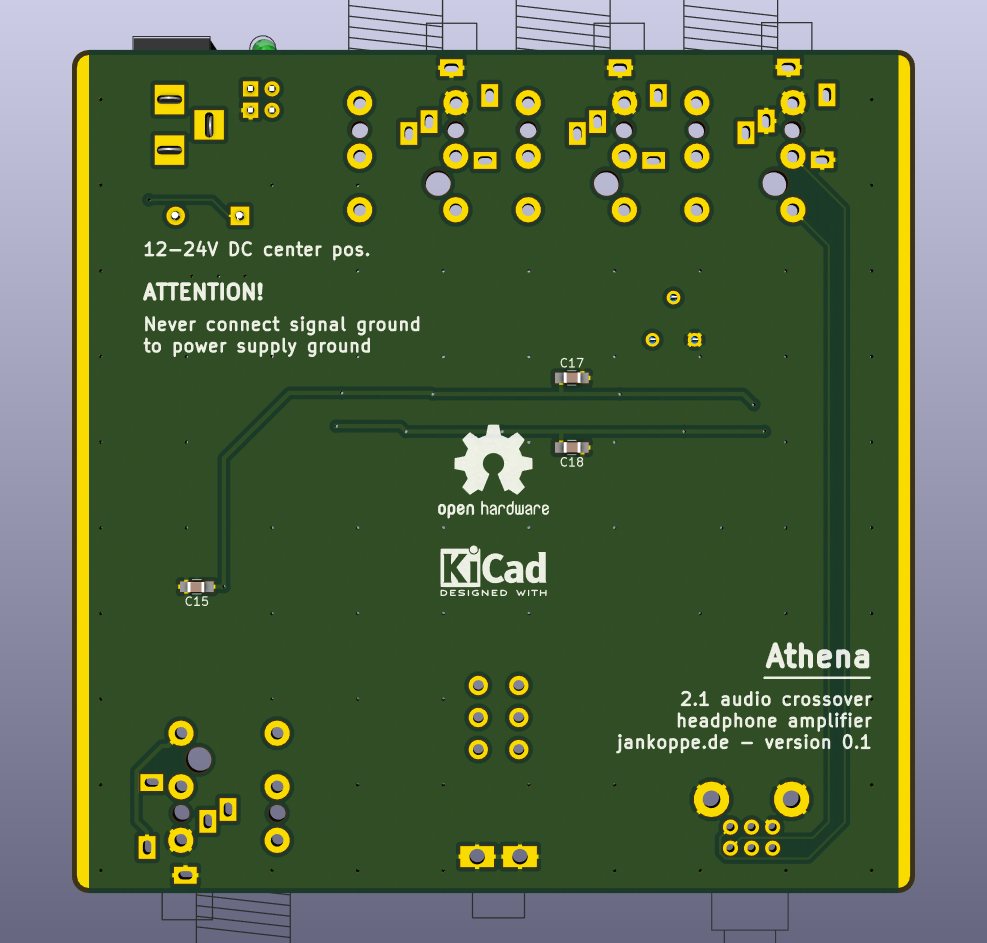 12–24V DC center pos.
ATTENTION!
Never connect signal ground
to power supply ground
C17
C18
open hardware
KiCad
DESIGNED WITH
C15
Athena
2.1 audio crossover
headphone amplifier
jankoppe.de – version 0.1